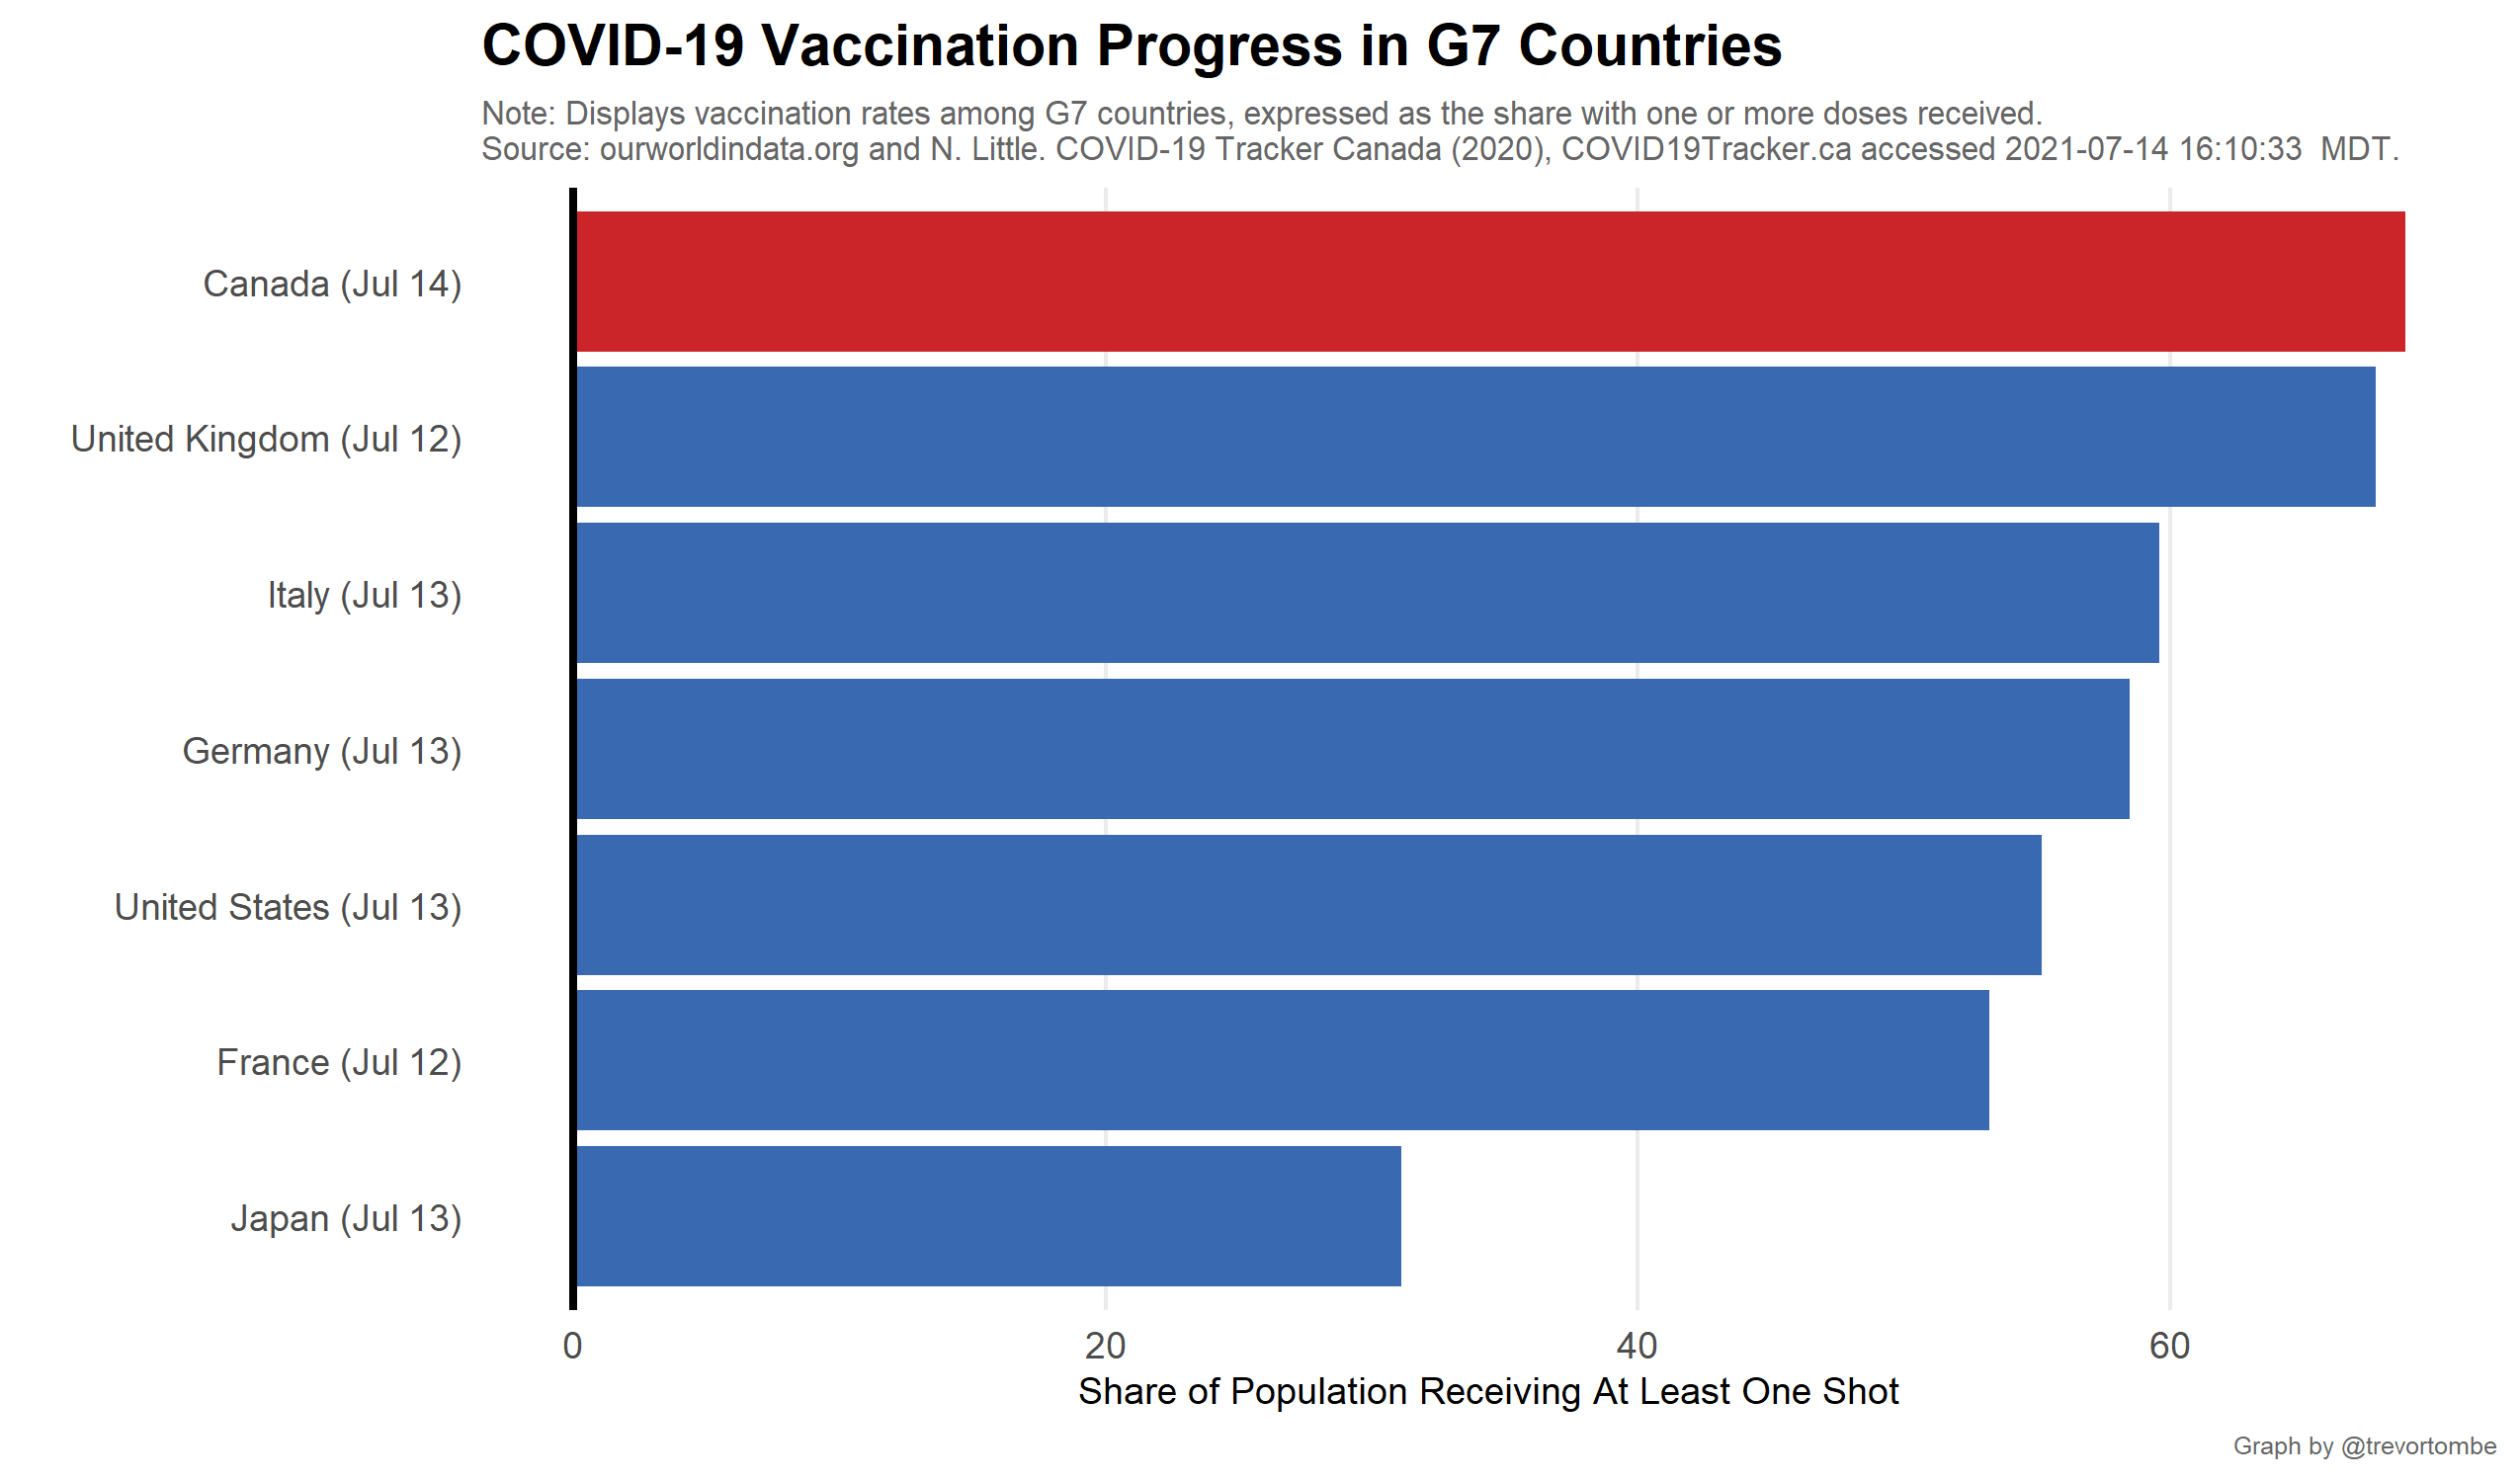 COVID-19 Vaccination Progress in G7 Countries
Note: Displays vaccination rates among G7 countries, expressed as the share with one or more doses received.
Source: ourworldindata.org and N. Little. COVID-19 Tracker Canada (2020), COVID19Tracker.ca accessed 2021-07-14 16:10:33  MDT.
Canada (Jul 14)
United Kingdom (Jul 12)
Italy (Jul 13)
Germany (Jul 13)
United States (Jul 13)
France (Jul 12)
Japan (Jul 13)
0 20 40 60
Share of Population Receiving At Least One Shot
Graph by @trevortombe